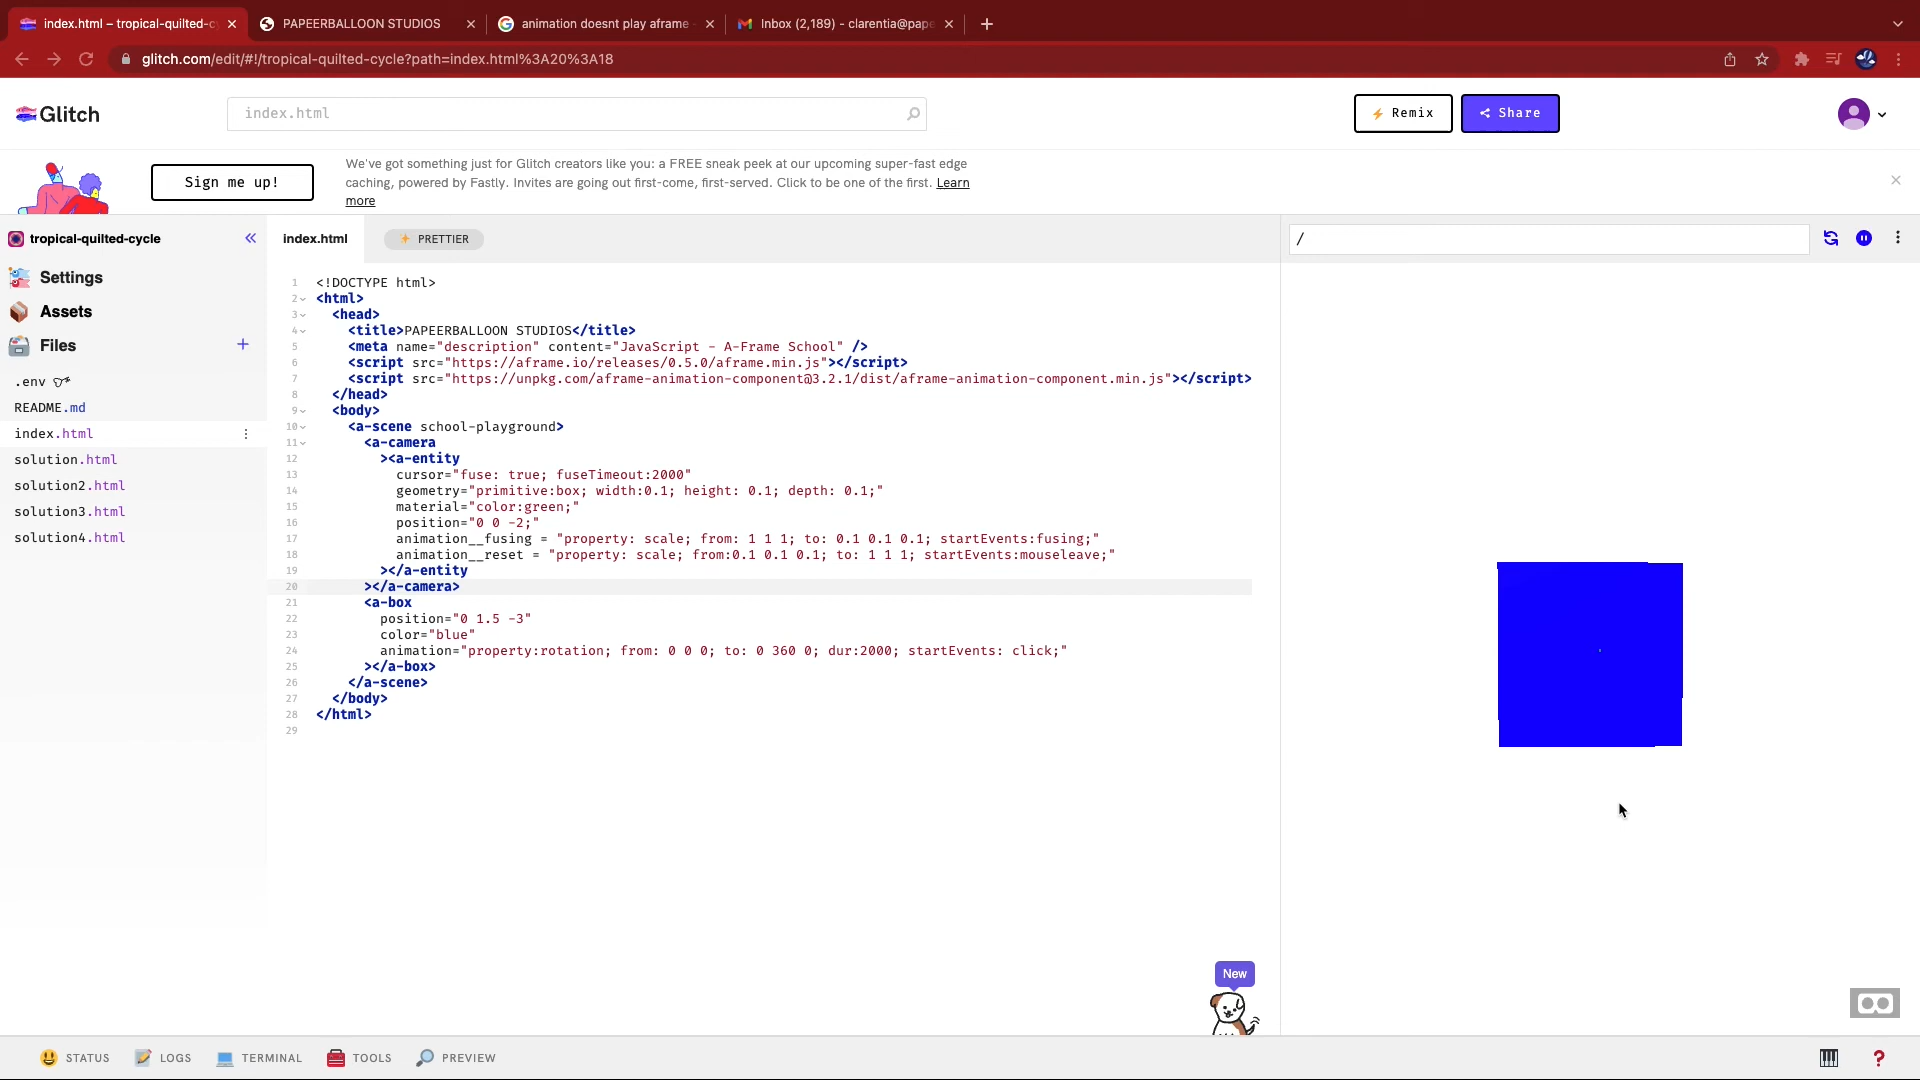 index.html – tropical-quilted-c
PAPEERBALLOON STUDIOS
animation doesnt play aframe
Inbox (2,189) - clarentia@pape
glitch.com/edit/#!/tropical-quilted-cycle?path=index.html%3A20%3A18
Glitch
index.html
Remix
Share
Sign me up!
We've got something just for Glitch creators like you: a FREE sneak peek at our upcoming super-fast edge
caching, powered by Fastly. Invites are going out first-come, first-served. Click to be one of the first. Learn
more
tropical-quilted-cycle
Settings
Assets
Files
.env
README.md
index.html
solution.html
solution2.html
solution3.html
solution4.html
index.html
PRETTIER
/
1 <!DOCTYPE html>
2 <html>
3 <head>
4 <title>PAPEERBALLOON STUDIOS</title>
5 <meta name="description" content="JavaScript - A-Frame School" />
6 <script src="https://aframe.io/releases/0.5.0/aframe.min.js"></script>
7 <script src="https://unpkg.com/aframe-animation-component@3.2.1/dist/aframe-animation-component.min.js"></script>
8 </head>
9 <body>
10 <a-scene school-playground>
11 <a-camera
12 ><a-entity
13 cursor="fuse: true; fuseTimeout:2000"
14 geometry="primitive:box; width:0.1; height: 0.1; depth: 0.1;"
15 material="color:green;"
16 position="0 0 -2;"
17 animation__fusing = "property: scale; from: 1 1 1; to: 0.1 0.1 0.1; startEvents:fusing;"
18 animation__reset = "property: scale; from:0.1 0.1 0.1; to: 1 1 1; startEvents:mouseleave;"
19 ></a-entity
20 ></a-camera>
21 <a-box
22 position="0 1.5 -3"
23 color="blue"
24 animation="property:rotation; from: 0 0 0; to: 0 360 0; dur:2000; startEvents: click;"
25 ></a-box>
26 </a-scene>
27 </body>
28 </html>
29
New
STATUS
LOGS
TERMINAL
TOOLS
PREVIEW
?